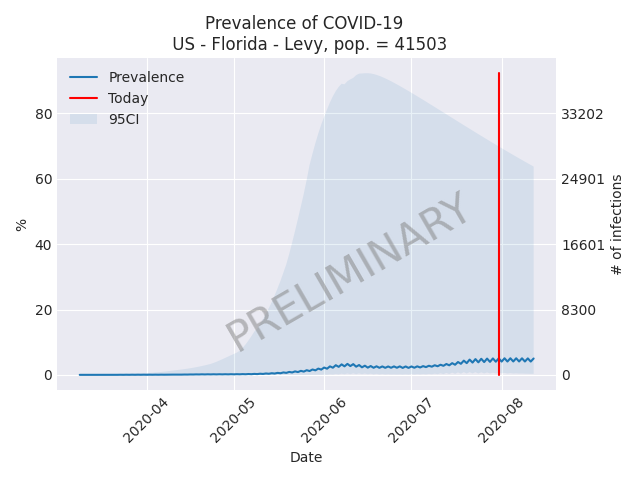 Prevalence of COVID-19
US - Florida - Levy, pop. = 41503
Prevalence
Today
95CI
80
60
40
20
0
%
33202
24901
16601
8300
0
# of infections
PRELIMINARY
2020-04
2020-05
2020-06
2020-07
2020-08
Date